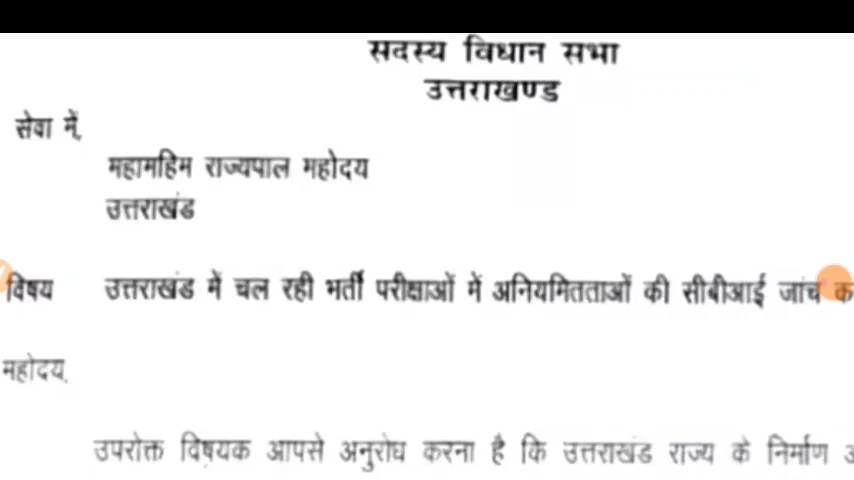 सदस्य विधान सभा
उत्तराखण्ड
सेवा में,
महामहिम राज्यपाल महोदय
उत्तराखंड
विषय उत्तराखंड में चल रही भर्ती परीक्षाओं में अनियमितताओं की सीबीआई जांच
महोदय,
उपरोक्त विषयक आपसे अनुरोध करना है कि उत्तराखंड राज्य के निर्माण